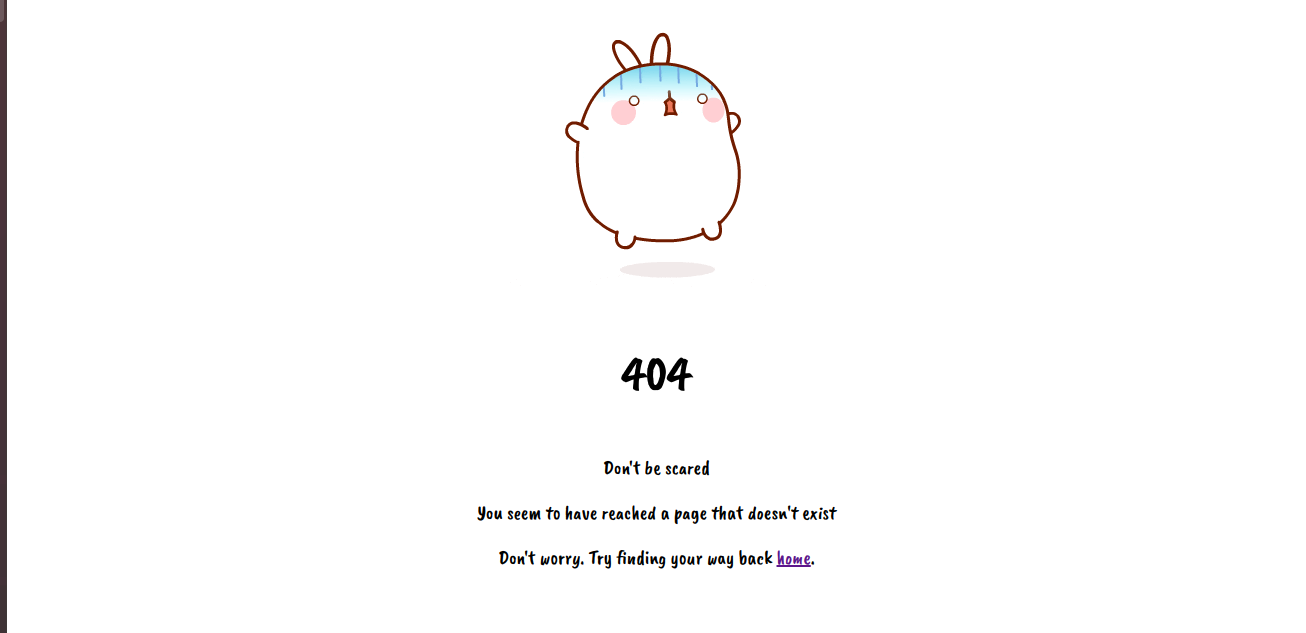 404
Don't be scared
You seem to have reached a page that doesn't exist
Don't worry. Try finding your way back home.